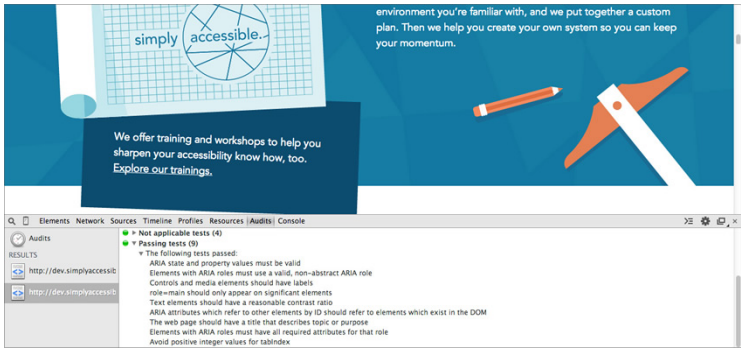 environment you're familiar with, and we put together a custom
plan. Then we help you create your own system so you can keep
your momentum.
simply accessible.
We offer training and workshops to help you
sharpen your accessibility know how, too.
Explore our trainings.
Elements Network Sources Timeline Profiles Resources Audits Console
Audits
RESULTS
http://dev.simplyaccessib
http://dev.simplyaccessib
Not applicable tests (4)
Passing tests (9)
The following tests passed:
ARIA state and property values must be valid
Elements with ARIA roles must use a valid, non-abstract ARIA role
Controls and media elements should have labels
role=main should only appear on significant elements
Text elements should have a reasonable contrast ratio
ARIA attributes which refer to other elements by ID should refer to elements which exist in the DOM
The web page should have a title that describes topic or purpose
Elements with ARIA roles must have all required attributes for that role
Avoid positive integer values for tabIndex